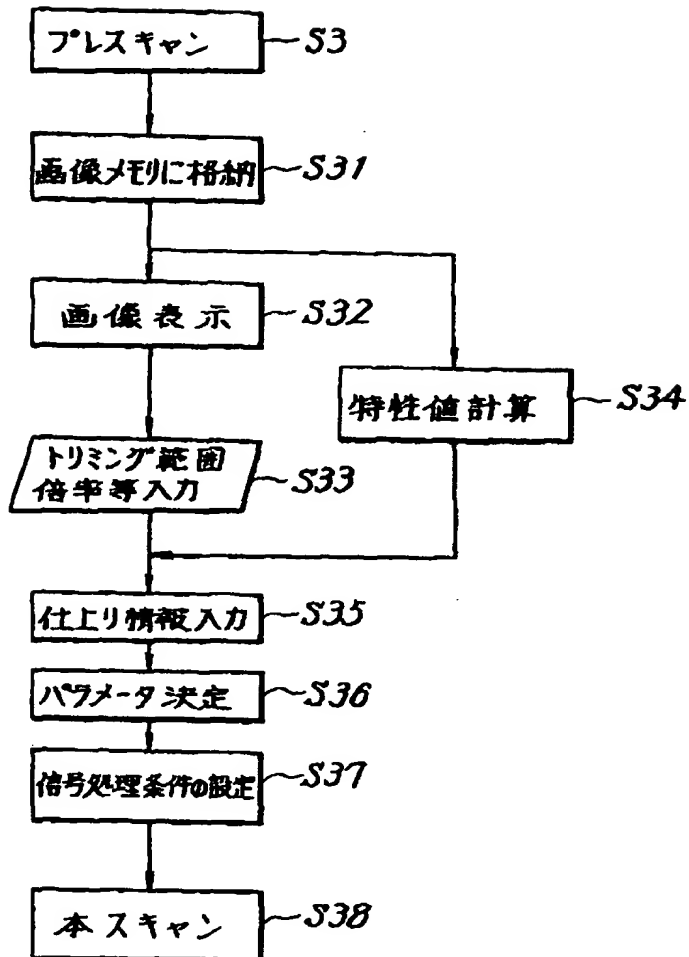 プレスキャン
S3
画像メモリに格納
S31
画像表示
S32
特性値計算
S34
トリミング範囲
倍率等入力
S33
仕上り情報入力
S35
パラメータ決定
S36
信号処理条件の設定
S37
本スキャン
S38